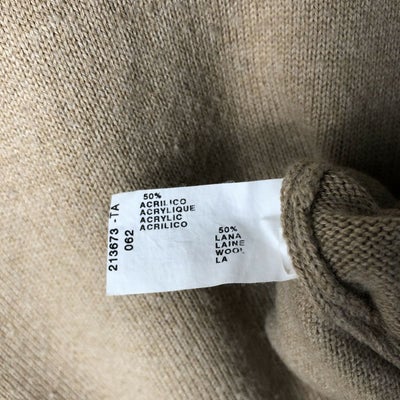 50%
ACRILICO
ACRYLIQUE
ACRYLIC
ACRILICO
50%
LANA
LAINE
WOOL
LA
213673 -TA
062